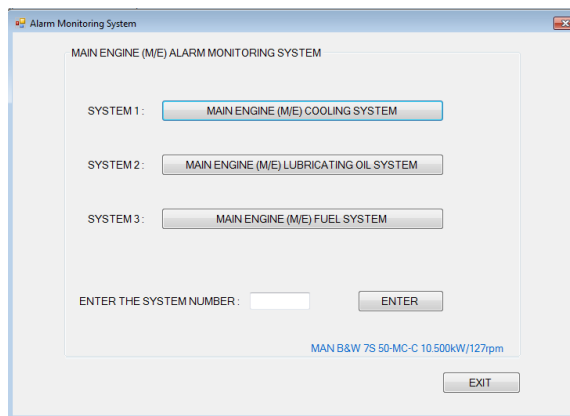 Alarm Monitoring System
MAIN ENGINE (M/E) ALARM MONITORING SYSTEM
SYSTEM 1 : MAIN ENGINE (M/E) COOLING SYSTEM
SYSTEM 2 : MAIN ENGINE (M/E) LUBRICATING OIL SYSTEM
SYSTEM 3 : MAIN ENGINE (M/E) FUEL SYSTEM
ENTER THE SYSTEM NUMBER : ENTER
MAN B&W 7S 50-MC-C 10.500kW/127rpm
EXIT